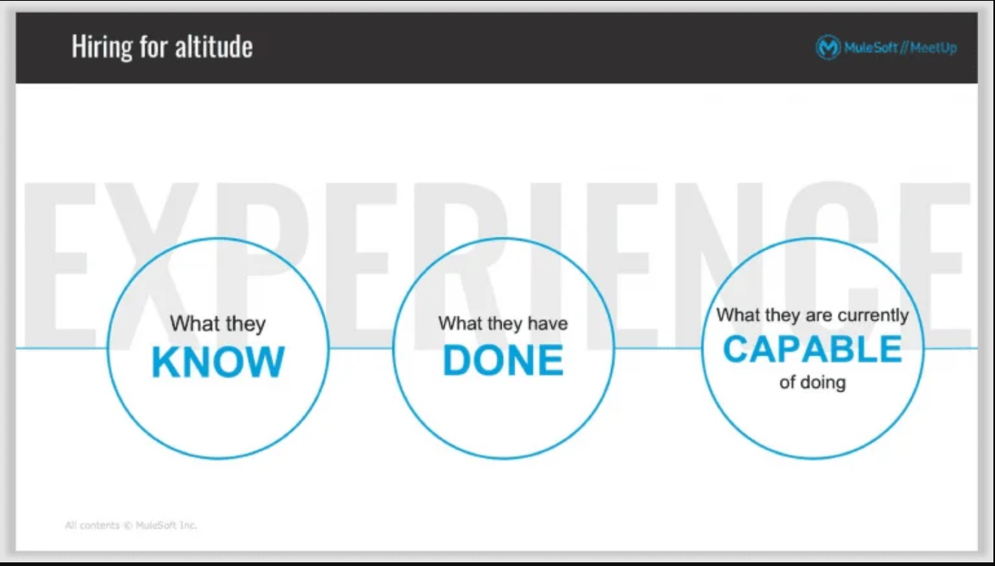 Hiring for altitude
MuleSoft // MeetUp
EXPERIENCE
What they
KNOW
What they have
DONE
What they are currently
CAPABLE
of doing
All contents © MuleSoft Inc.